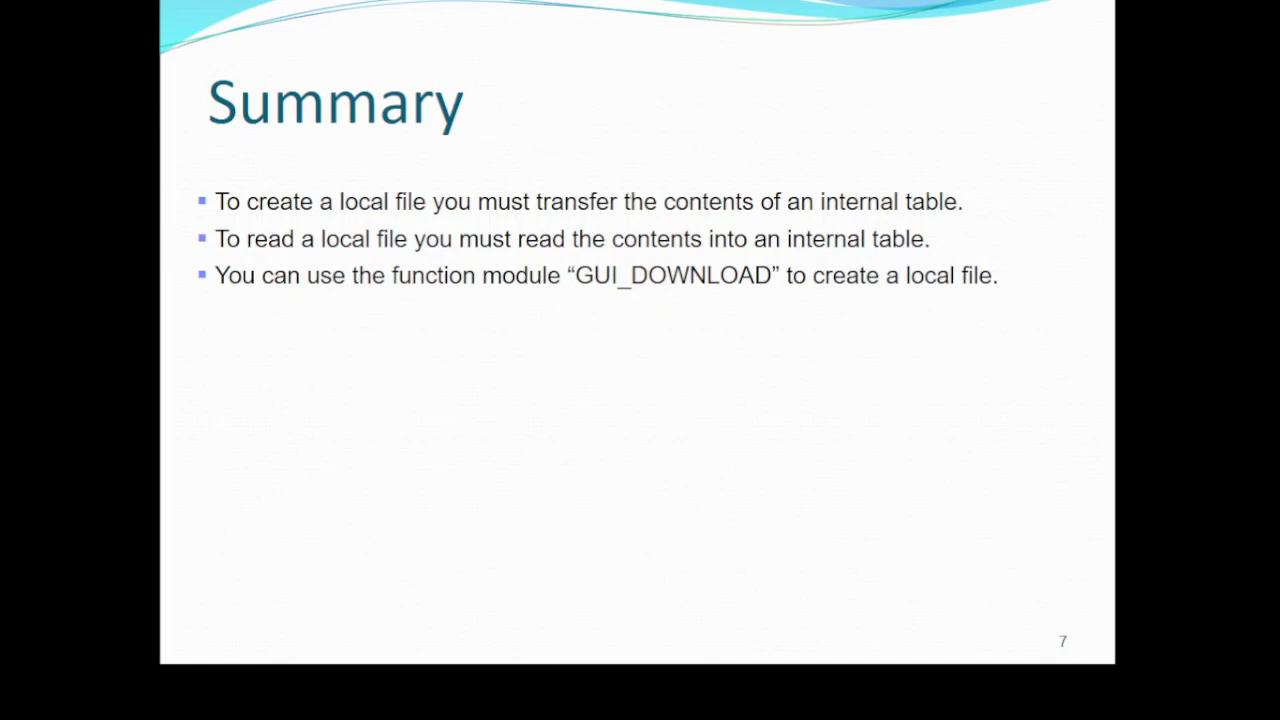 Summary
▪ To create a local file you must transfer the contents of an internal table.
▪ To read a local file you must read the contents into an internal table.
▪ You can use the function module “GUI_DOWNLOAD” to create a local file.
7